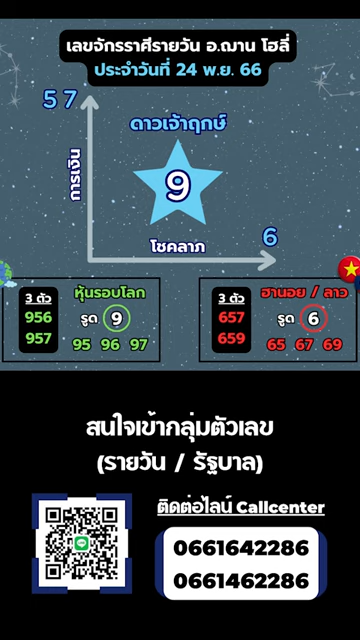 เลขจักรราศีรายวัน อ.ฌาน โฮลี่
ประจำวันที่ 24 พ.ย. 66
5 7
ดาวเจ้าฤกษ์
การเงิน
9
โชคลาภ
6
3 ตัว
956
957
หุ้นรอบโลก
รูด 9
95 96 97
3 ตัว
657
659
ฮานอย / ลาว
รูด 6
65 67 69
สนใจเข้ากลุ่มตัวเลข
(รายวัน / รัฐบาล)
ติดต่อไลน์ Callcenter
0661642286
0661462286